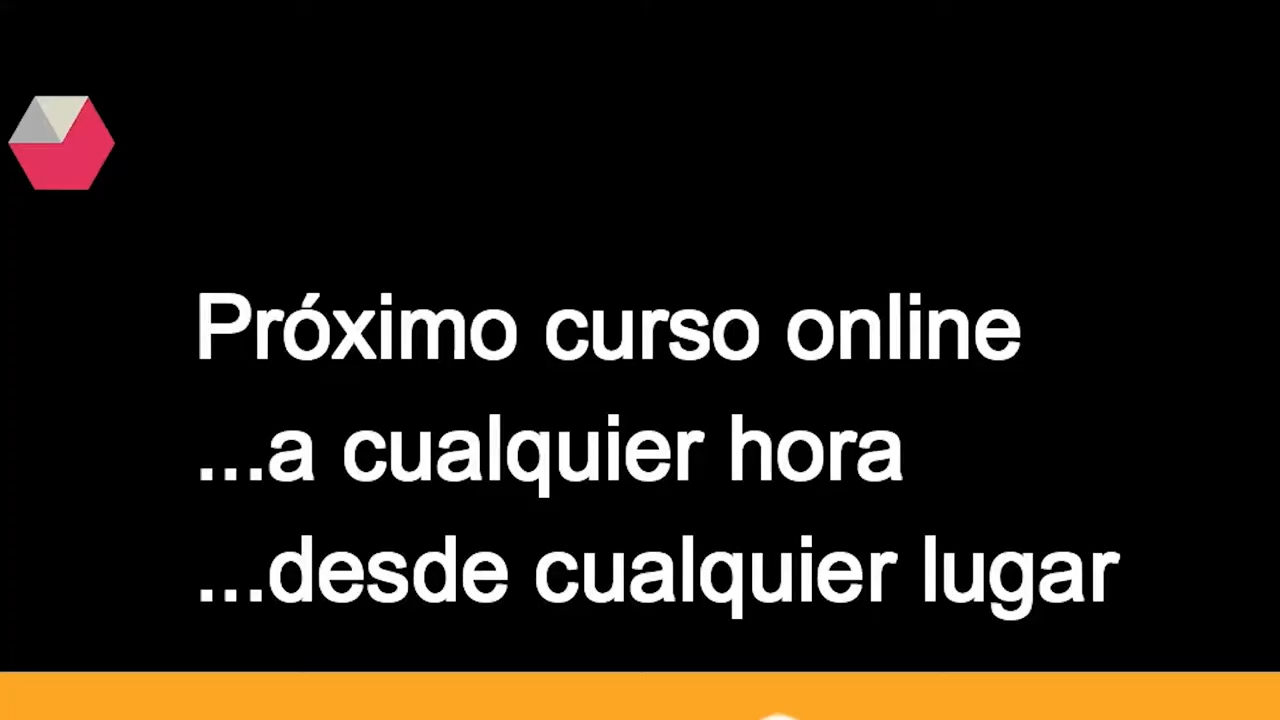 Próximo curso online
...a cualquier hora
...desde cualquier lugar